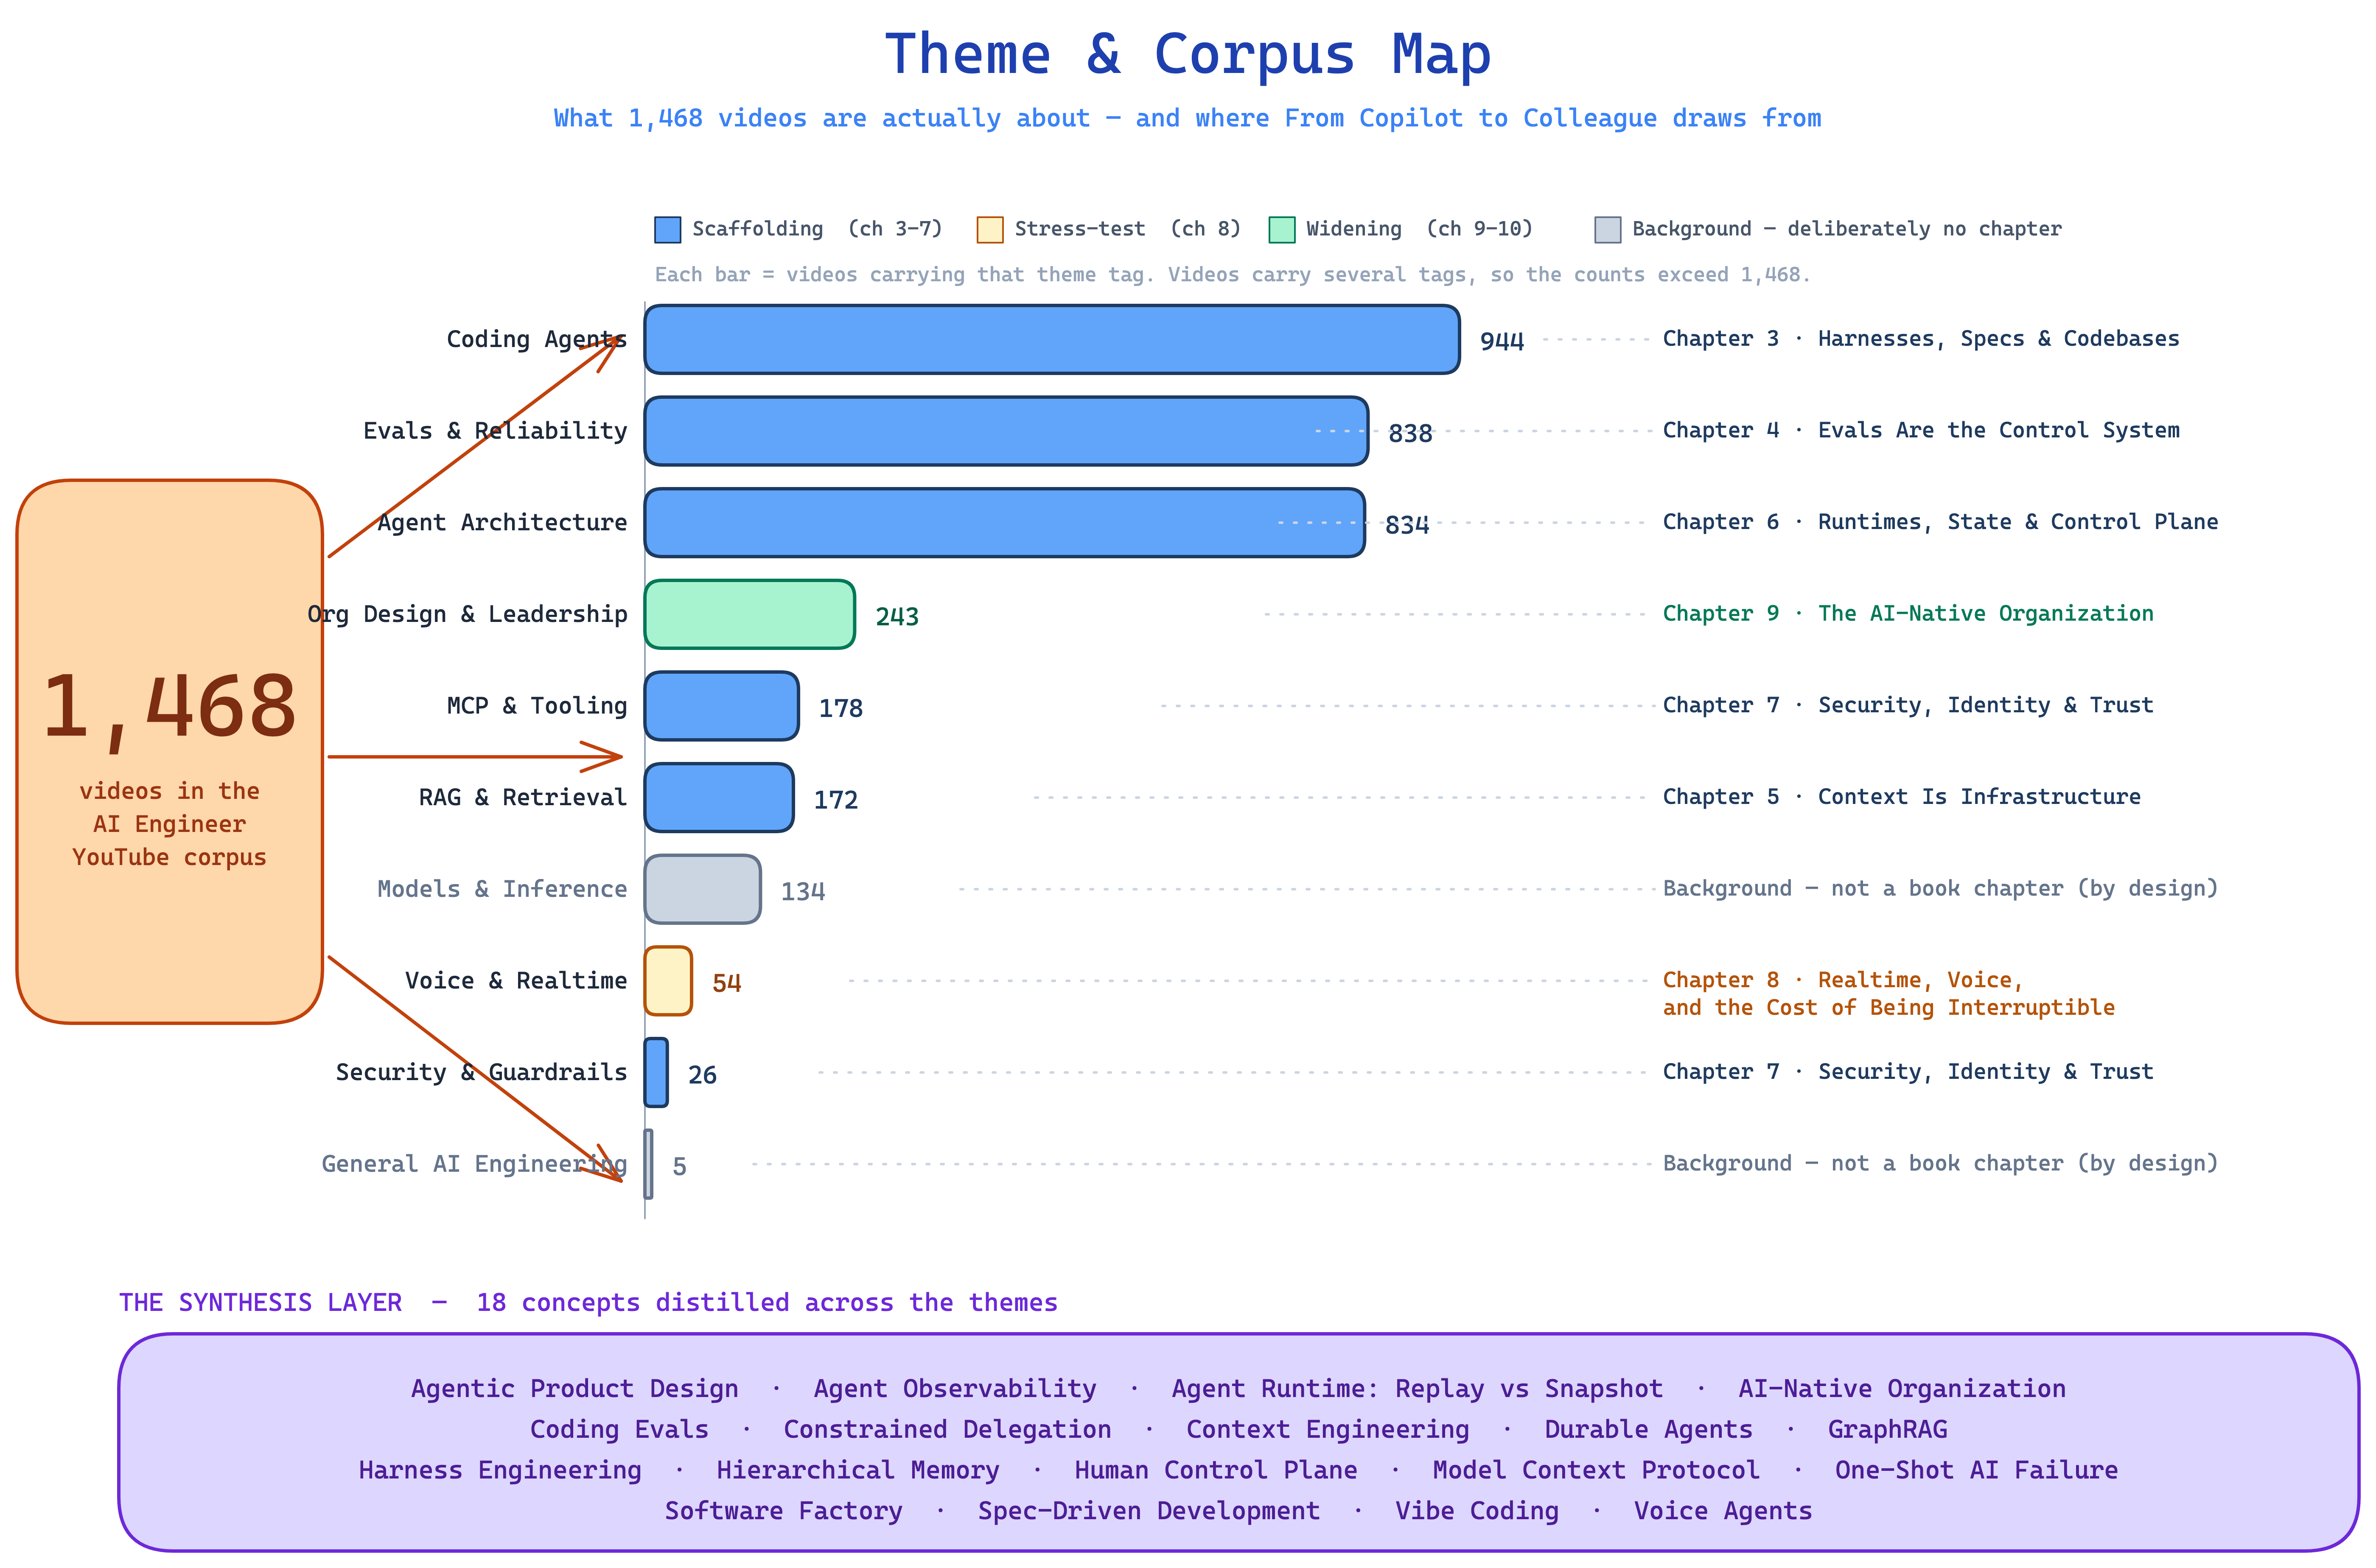 Theme & Corpus Map
What 1,468 videos are actually about – and where From Copilot to Colleague draws from
Scaffolding (ch 3-7)
Stress-test (ch 8)
Widening (ch 9-10)
Background – deliberately no chapter
Each bar = videos carrying that theme tag. Videos carry several tags, so the counts exceed 1,468.
Coding Agents 944 Chapter 3 · Harnesses, Specs & Codebases
Evals & Reliability 838 Chapter 4 · Evals Are the Control System
Agent Architecture 834 Chapter 6 · Runtimes, State & Control Plane
Org Design & Leadership 243 Chapter 9 · The AI-Native Organization
MCP & Tooling 178 Chapter 7 · Security, Identity & Trust
RAG & Retrieval 172 Chapter 5 · Context Is Infrastructure
Models & Inference 134 Background – not a book chapter (by design)
Voice & Realtime 54 Chapter 8 · Realtime, Voice,
and the Cost of Being Interruptible
Security & Guardrails 26 Chapter 7 · Security, Identity & Trust
General AI Engineering 5 Background – not a book chapter (by design)
1,468
videos in the
AI Engineer
YouTube corpus
THE SYNTHESIS LAYER – 18 concepts distilled across the themes
Agentic Product Design · Agent Observability · Agent Runtime: Replay vs Snapshot · AI-Native Organization
Coding Evals · Constrained Delegation · Context Engineering · Durable Agents · GraphRAG
Harness Engineering · Hierarchical Memory · Human Control Plane · Model Context Protocol · One-Shot AI Failure
Software Factory · Spec-Driven Development · Vibe Coding · Voice Agents